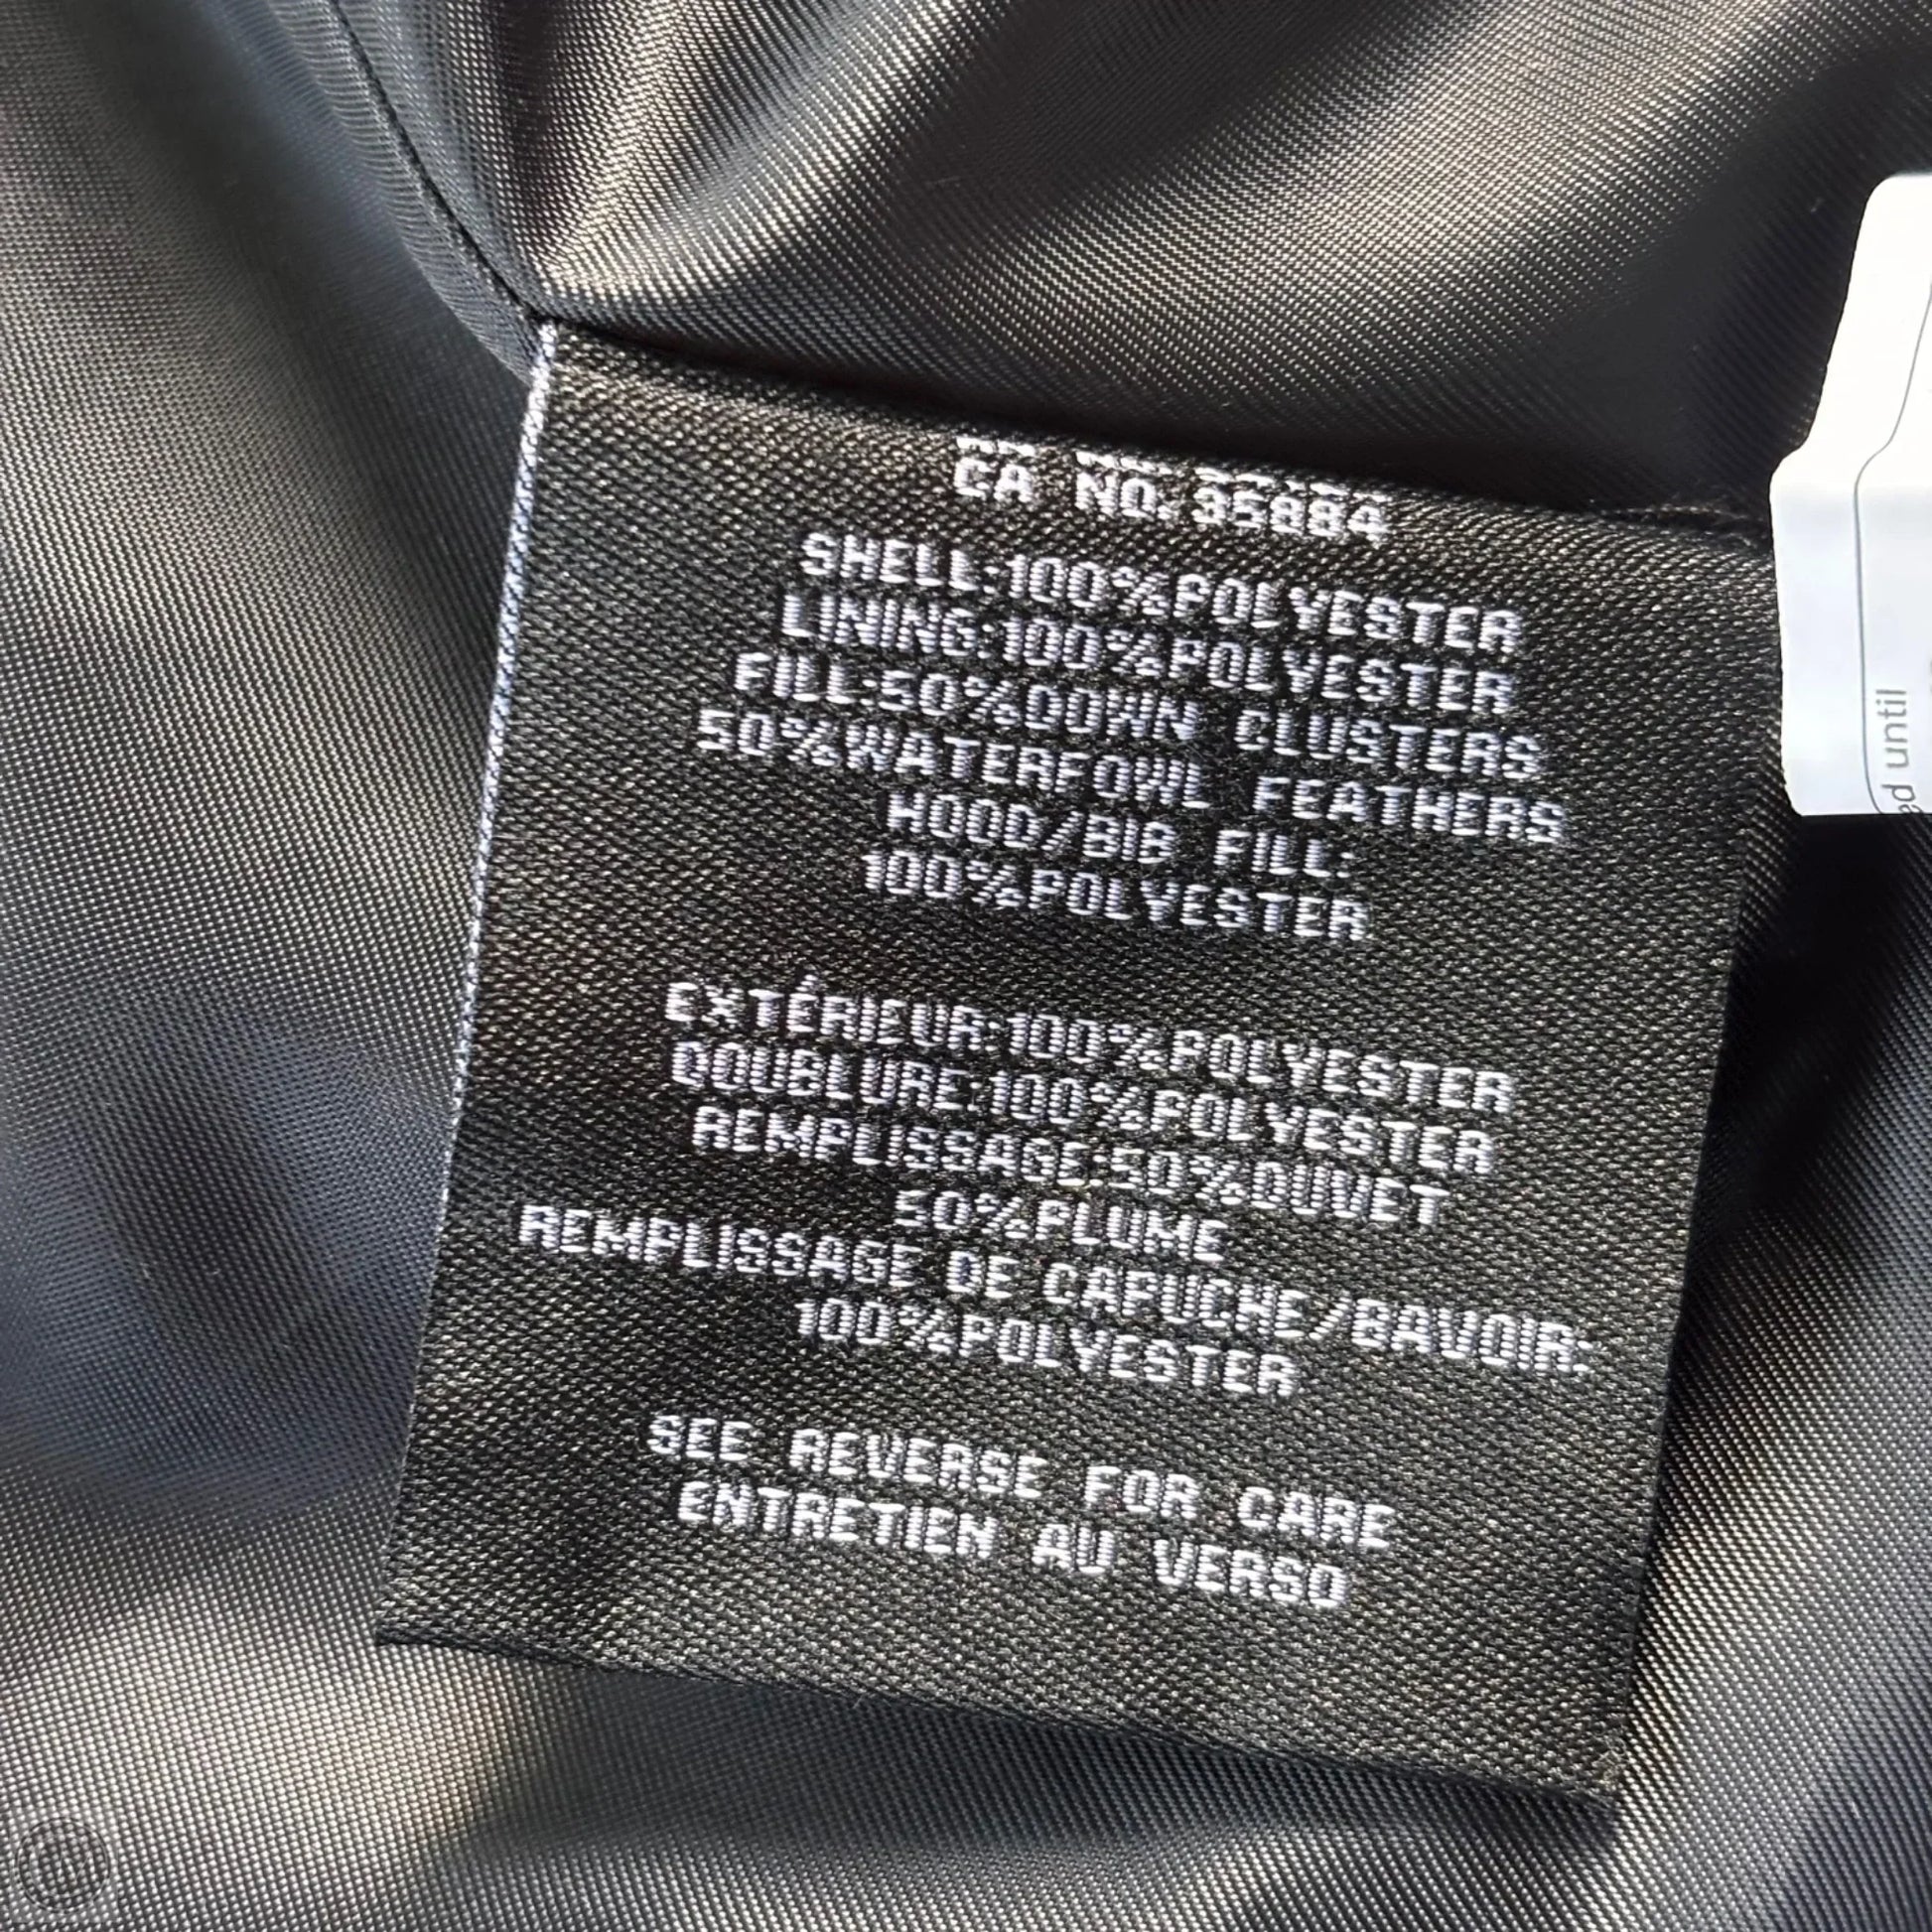 CA NO. 35884
SHELL:100%POLYESTER
LINING:100%POLYESTER
FILL:50%DOWN CLUSTERS
50%WATERFOWL FEATHERS
HOOD/BIB FILL:
100%POLYESTER
EXTÉRIEUR:100%POLYESTER
DOUBLURE:100%POLYESTER
REMPLISSAGE:50%DUVET
50%PLUME
REMPLISSAGE DE CAPUCHE/BAVOIR:
100%POLYESTER
SEE REVERSE FOR CARE
ENTRETIEN AU VERSO
until